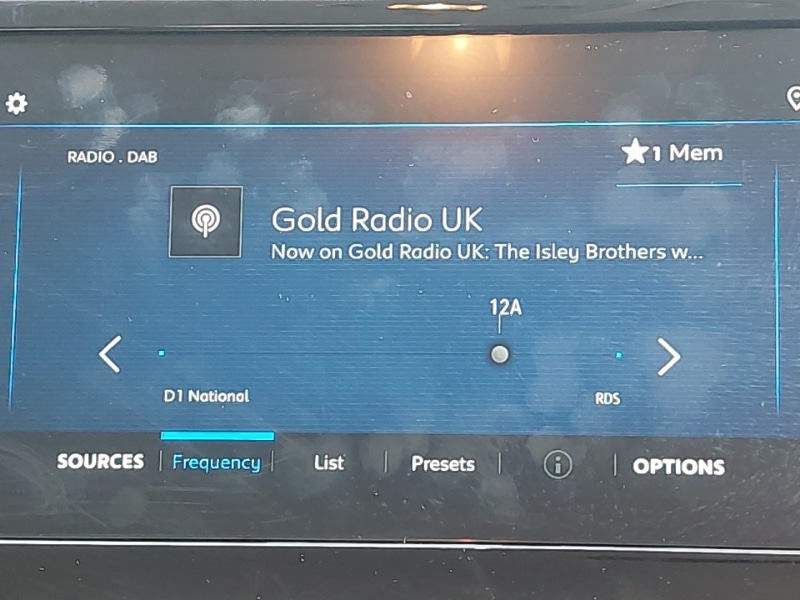 RADIO . DAB
1 Mem
Gold Radio UK
Now on Gold Radio UK: The Isley Brothers w...
12A
D1 National
RDS
SOURCES
Frequency
List
Presets
i
OPTIONS